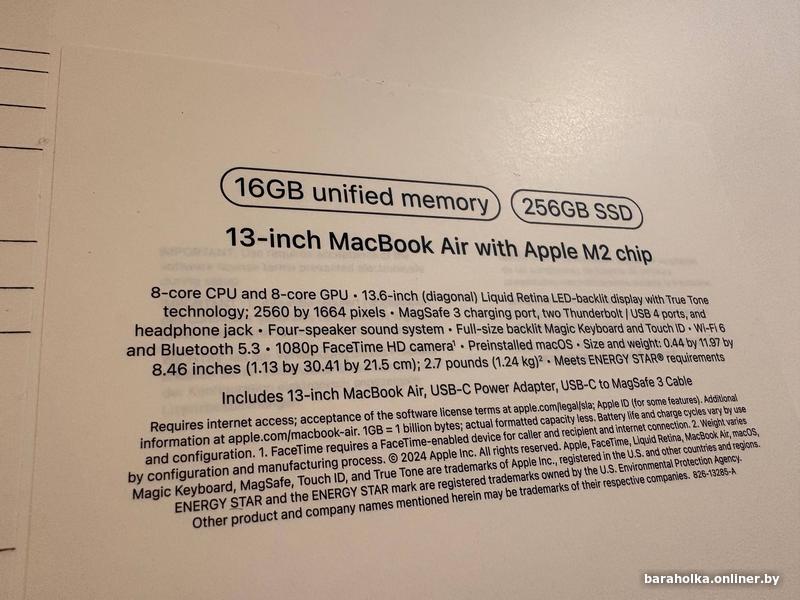 16GB unified memory 256GB SSD
13-inch MacBook Air with Apple M2 chip
8-core CPU and 8-core GPU • 13.6-inch (diagonal) Liquid Retina LED-backlit display with True Tone
technology; 2560 by 1664 pixels • MagSafe 3 charging port, two Thunderbolt / USB 4 ports, and
headphone jack • Four-speaker sound system • Full-size backlit Magic Keyboard and Touch ID • Wi-Fi 6
and Bluetooth 5.3 • 1080p FaceTime HD camera¹ • Preinstalled macOS • Size and weight: 0.44 by 11.97 by
8.46 inches (1.13 by 30.41 by 21.5 cm); 2.7 pounds (1.24 kg)² • Meets ENERGY STAR® requirements
Includes 13-inch MacBook Air, USB-C Power Adapter, USB-C to MagSafe 3 Cable
Requires internet access; acceptance of the software license terms at apple.com/legal/sla; Apple ID (for some features). Additional
information at apple.com/macbook-air. 1GB = 1 billion bytes; actual formatted capacity less. Battery life and charge cycles vary by use
and configuration. 1. FaceTime requires a FaceTime-enabled device for caller and recipient and internet connection. 2. Weight varies
by configuration and manufacturing process. © 2024 Apple Inc. All rights reserved. Apple, FaceTime, Liquid Retina, MacBook Air, macOS,
Magic Keyboard, MagSafe, Touch ID, and True Tone are trademarks of Apple Inc., registered in the U.S. and other countries and regions.
ENERGY STAR and the ENERGY STAR mark are registered trademarks owned by the U.S. Environmental Protection Agency.
Other product and company names mentioned herein may be trademarks of their respective companies. 826-13285-A
baraholka.onliner.by